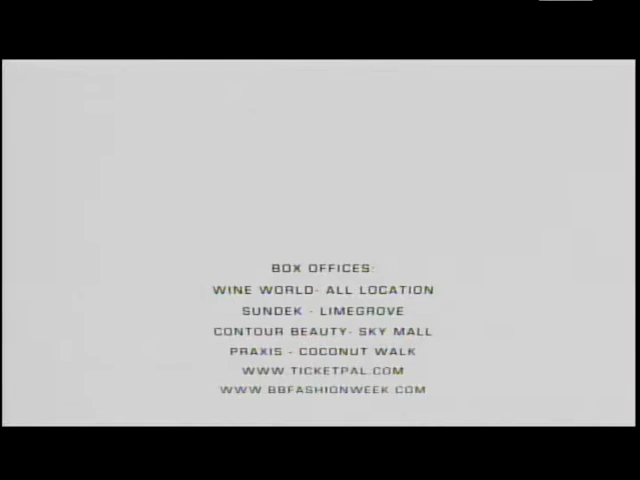 BOX OFFICES:
WINE WORLD- ALL LOCATION
SUNDEK - LIMEGROVE
CONTOUR BEAUTY- SKY MALL
PRAXIS - COCONUT WALK
WWW.TICKETPAL.COM
WWW.BBFASHIONWEEK.COM